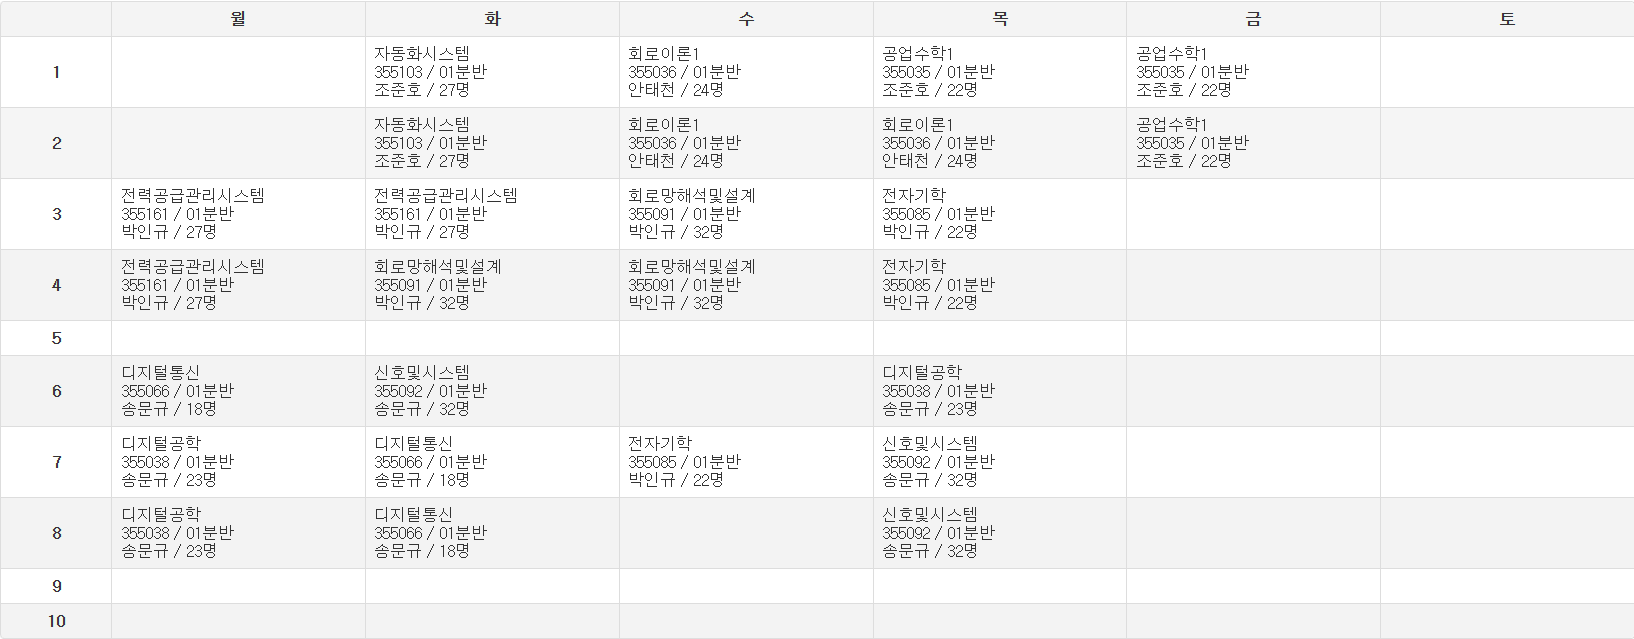 월 화 수 목 금 토
1
자동화시스템
355103 / 01분반
조준호 / 27명
회로이론1
355036 / 01분반
안태천 / 24명
공업수학1
355035 / 01분반
조준호 / 22명
공업수학1
355035 / 01분반
조준호 / 22명
2
자동화시스템
355103 / 01분반
조준호 / 27명
회로이론1
355036 / 01분반
안태천 / 24명
회로이론1
355036 / 01분반
안태천 / 24명
공업수학1
355035 / 01분반
조준호 / 22명
3
전력공급관리시스템
355161 / 01분반
박인규 / 27명
전력공급관리시스템
355161 / 01분반
박인규 / 27명
회로망해석및설계
355091 / 01분반
박인규 / 32명
전자기학
355085 / 01분반
박인규 / 22명
4
전력공급관리시스템
355161 / 01분반
박인규 / 27명
회로망해석및설계
355091 / 01분반
박인규 / 32명
회로망해석및설계
355091 / 01분반
박인규 / 32명
전자기학
355085 / 01분반
박인규 / 22명
5
6
디지털통신
355066 / 01분반
송문규 / 18명
신호및시스템
355092 / 01분반
송문규 / 32명
디지털공학
355038 / 01분반
송문규 / 23명
7
디지털공학
355038 / 01분반
송문규 / 23명
디지털통신
355066 / 01분반
송문규 / 18명
전자기학
355085 / 01분반
박인규 / 22명
신호및시스템
355092 / 01분반
송문규 / 32명
8
디지털공학
355038 / 01분반
송문규 / 23명
디지털통신
355066 / 01분반
송문규 / 18명
신호및시스템
355092 / 01분반
송문규 / 32명
9
10